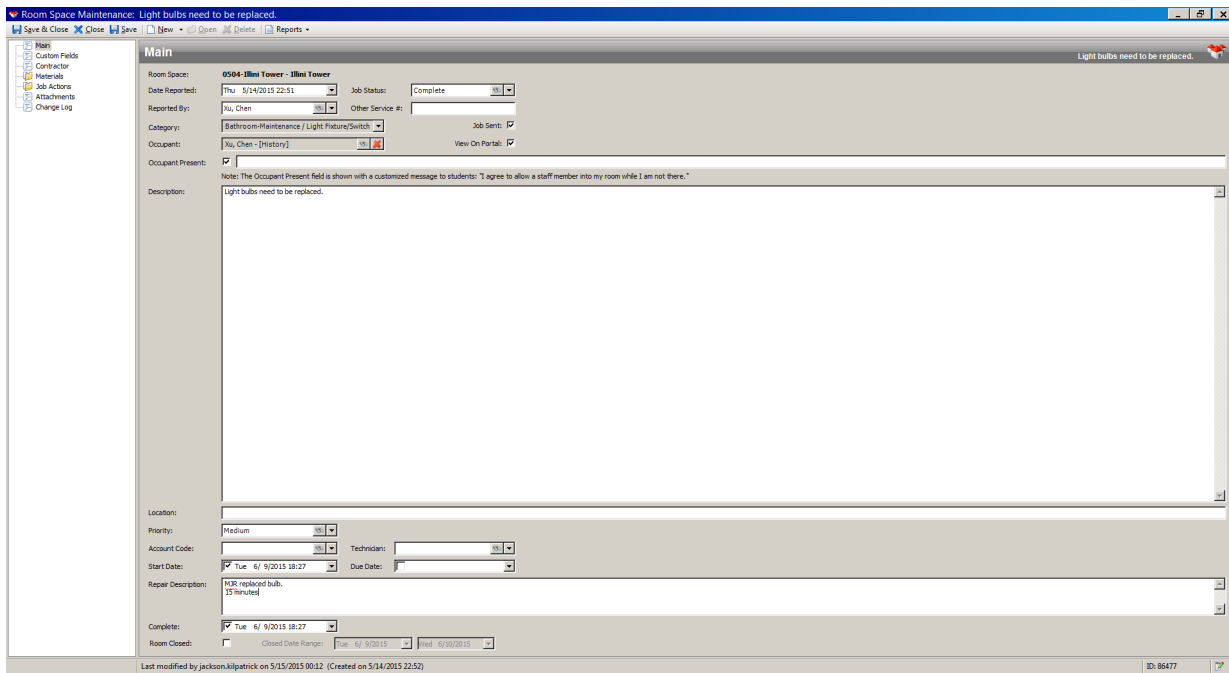 Room Space Maintenance: Light bulbs need to be replaced.
Save & Close Close Save New Open Delete Reports
Main
Custom Fields
Contractor
Materials
Job Actions
Attachments
Change Log
Main
Light bulbs need to be replaced.
Room Space: 0504-Illini Tower - Illini Tower
Date Reported: Thu 5/14/2015 22:51 Job Status: Complete
Reported By: Xu, Chen Other Service #:
Category: Bathroom-Maintenance / Light Fixture/Switch Job Sent:
Occupant: Xu, Chen - [History] View On Portal:
Occupant Present:
Note: The Occupant Present field is shown with a customized message to students: "I agree to allow a staff member into my room while I am not there."
Description: Light bulbs need to be replaced.
Location:
Priority: Medium
Account Code: Technician:
Start Date: Tue 6/ 9/2015 18:27 Due Date:
Repair Description: MJR replaced bulb.
15 minutes
Complete: Tue 6/ 9/2015 18:27
Room Closed: Closed Date Range: Tue 6/ 9/2015 Wed 6/10/2015
Last modified by jackson.kilpatrick on 5/15/2015 00:12 (Created on 5/14/2015 22:52) ID: 86477